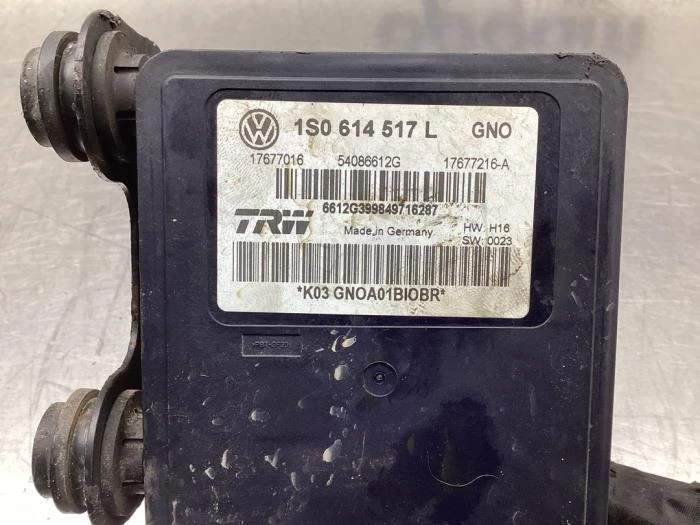 1S0 614 517 L GNO
17677016 54086612G 17677216-A
6612G399849716287
TRW Made in Germany HW: H16
SW: 0023
*K03 GNOA01BIOBR*